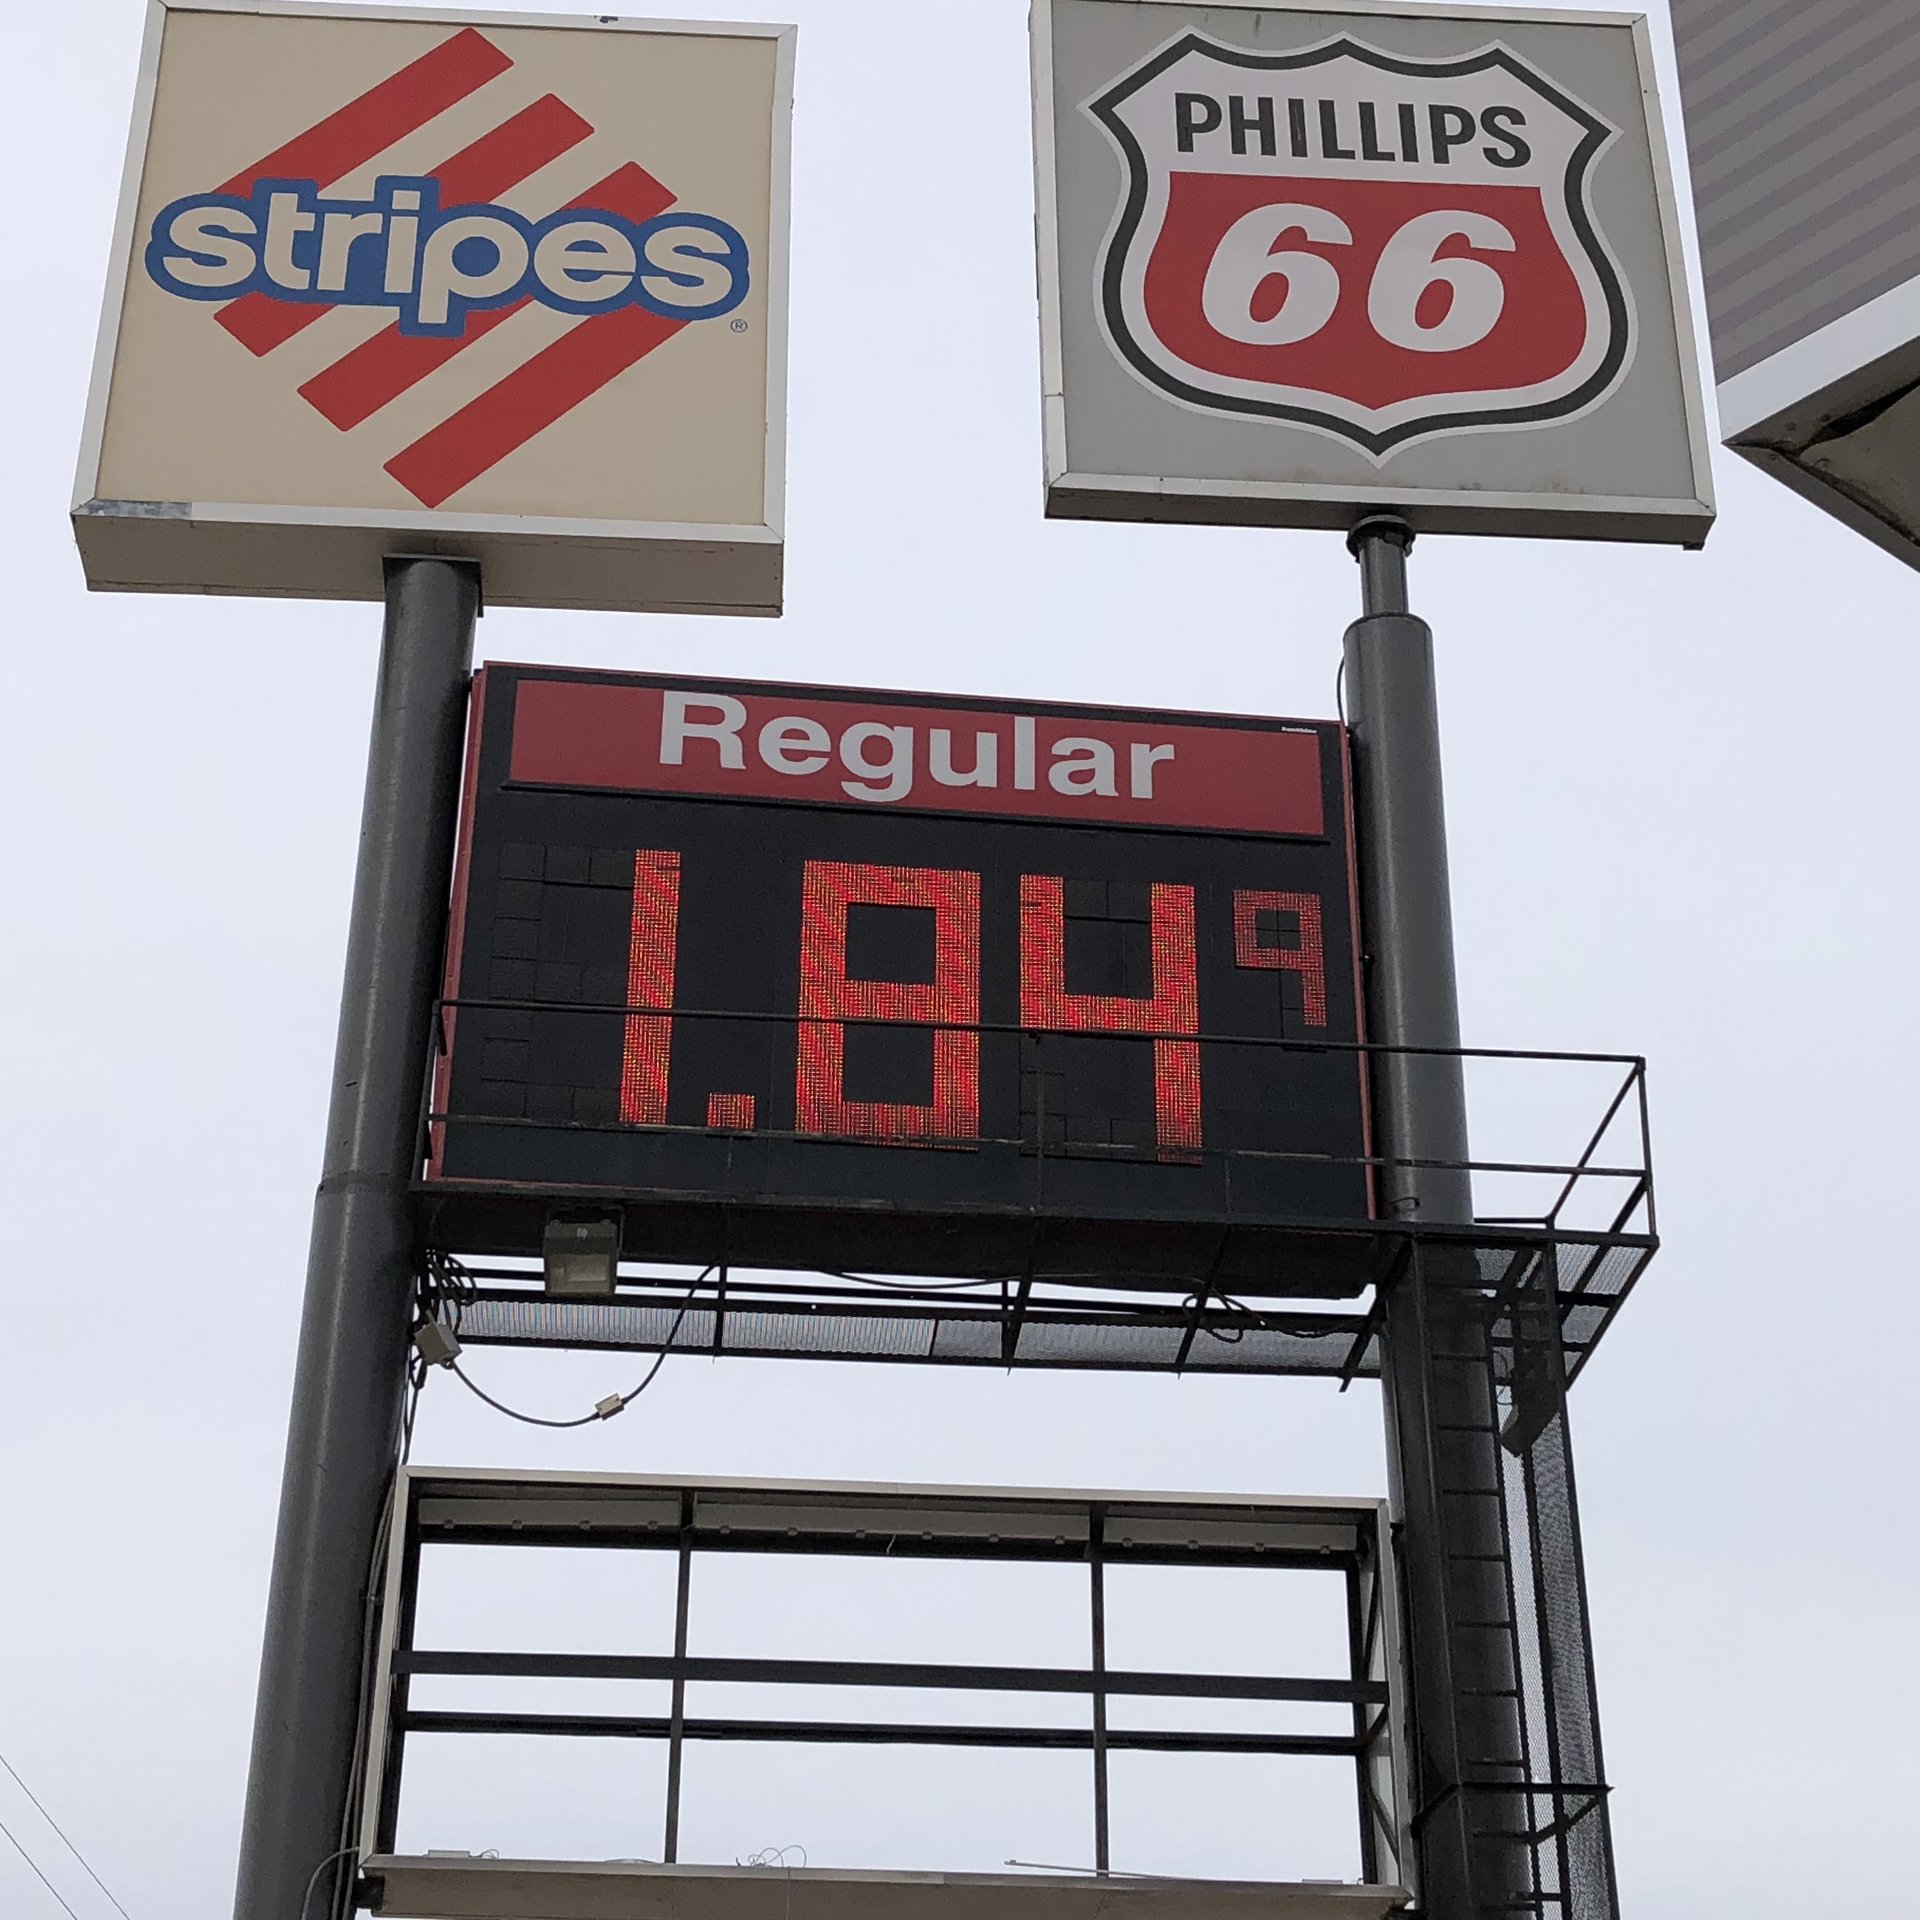 stripes®
PHILLIPS
66
Regular
1.84 9